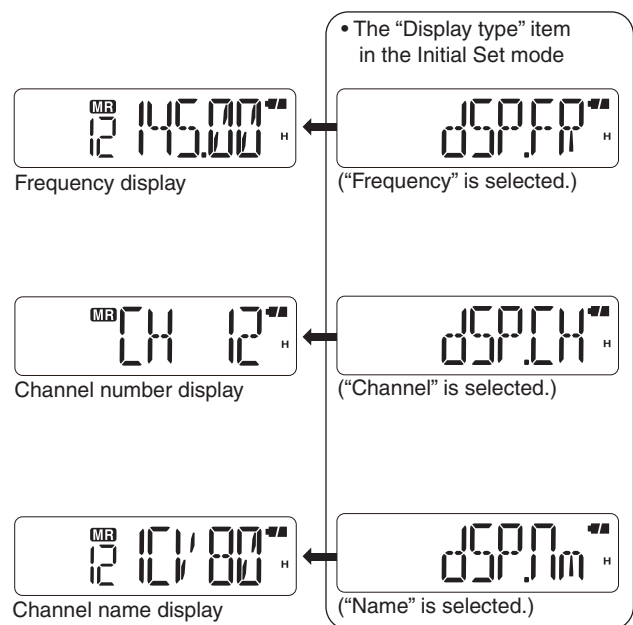 • The “Display type” item
in the Initial Set mode
MR
12 145.00
H
dSP.FR
H
Frequency display
(“Frequency” is selected.)
MR CH 12
H
dSP.CH
H
Channel number display
(“Channel” is selected.)
MR
12 ICV 80
H
dSP.Nm
H
Channel name display
(“Name” is selected.)